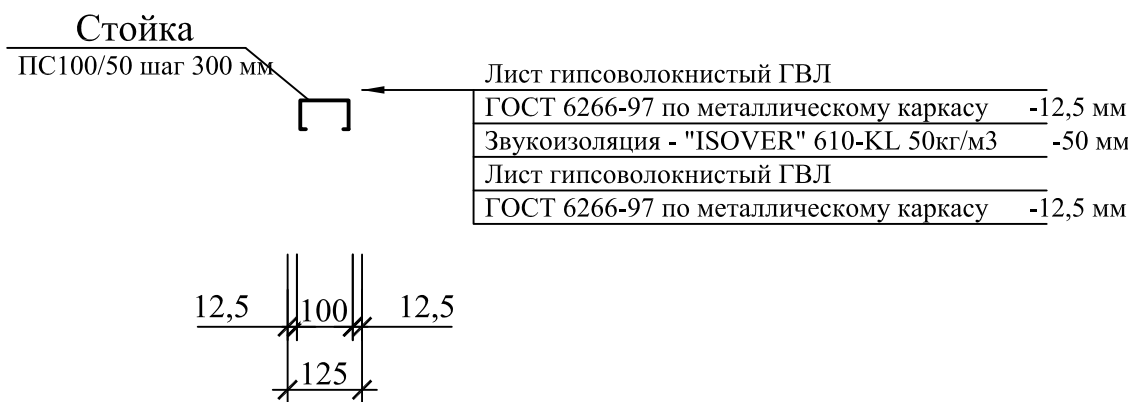 Стойка
ПС100/50 шаг 300 мм
Лист гипсоволокнистый ГВЛ
ГОСТ 6266-97 по металлическому каркасу -12,5 мм
Звукоизоляция - "ISOVER" 610-KL 50кг/м3 -50 мм
Лист гипсоволокнистый ГВЛ
ГОСТ 6266-97 по металлическому каркасу -12,5 мм
12,5 100 12,5
125